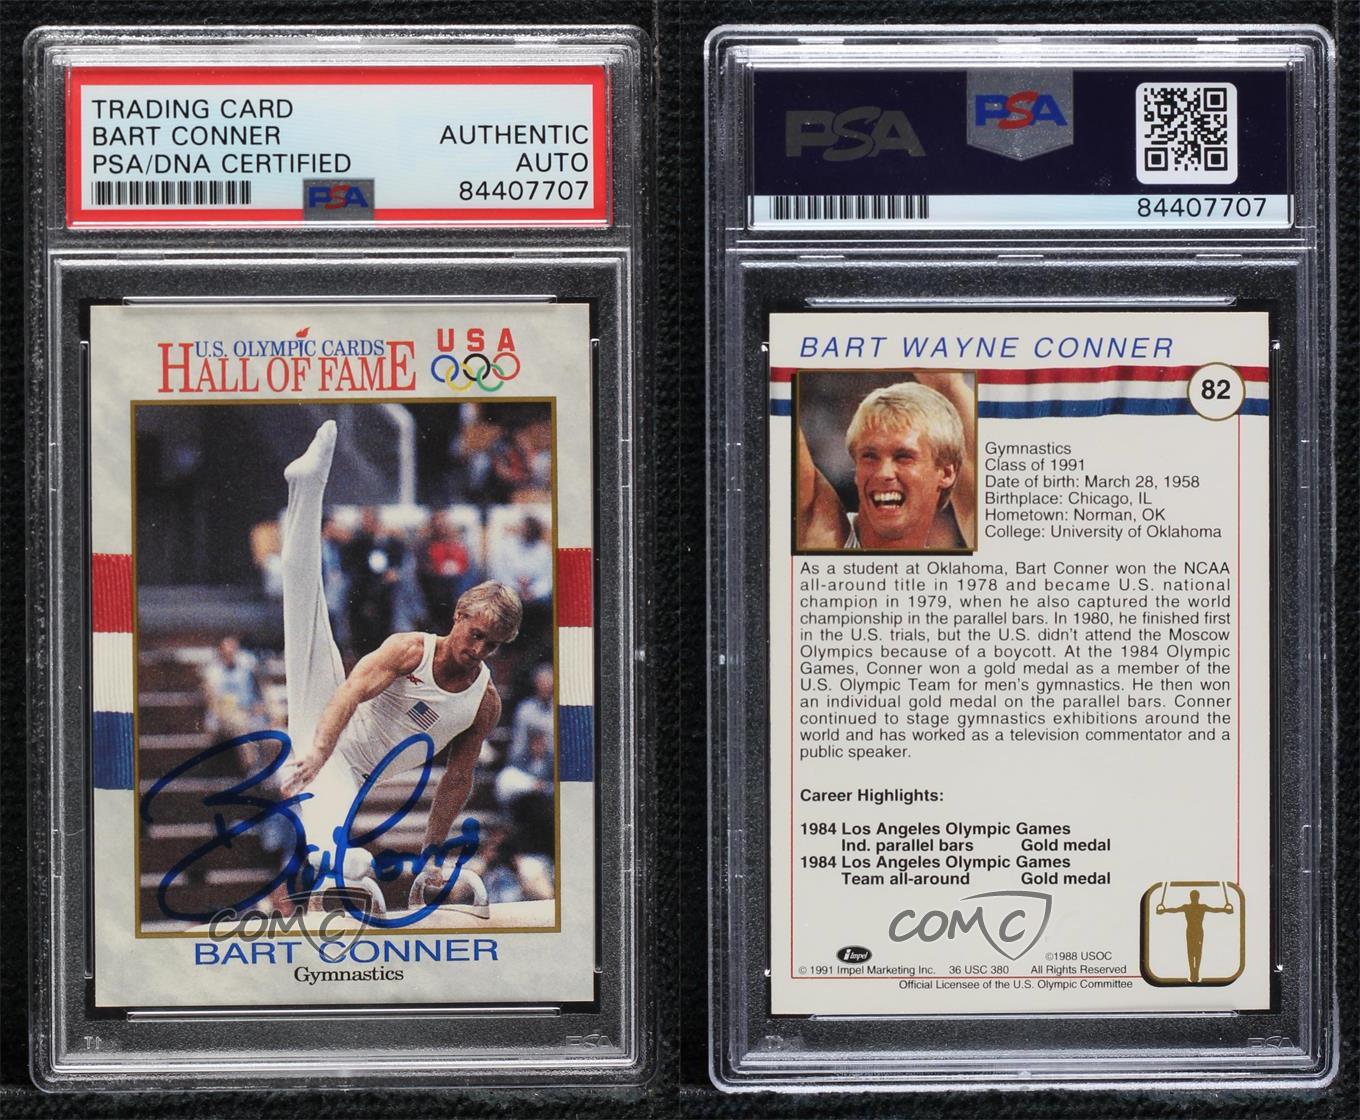 TRADING CARD
BART CONNER
PSA/DNA CERTIFIED
AUTHENTIC
AUTO
84407707
PSA
U.S. OLYMPIC CARDS
HALL OF FAME
USA
Bart Conner
COMC
BART CONNER
Gymnastics
PSA
PSA
PSA
84407707
BART WAYNE CONNER
82
Gymnastics
Class of 1991
Date of birth: March 28, 1958
Birthplace: Chicago, IL
Hometown: Norman, OK
College: University of Oklahoma
As a student at Oklahoma, Bart Conner won the NCAA
all-around title in 1978 and became U.S. national
champion in 1979, when he also captured the world
championship in the parallel bars. In 1980, he finished first
in the U.S. trials, but the U.S. didn't attend the Moscow
Olympics because of a boycott. At the 1984 Olympic
Games, Conner won a gold medal as a member of the
U.S. Olympic Team for men's gymnastics. He then won
an individual gold medal on the parallel bars. Conner
continued to stage gymnastics exhibitions around the
world and has worked as a television commentator and a
public speaker.
Career Highlights:
1984 Los Angeles Olympic Games
Ind. parallel bars Gold medal
1984 Los Angeles Olympic Games
Team all-around Gold medal
COMC
Impel
©1988 USOC
© 1991 Impel Marketing Inc. 36 USC 380 All Rights Reserved
Official Licensee of the U.S. Olympic Committee
PSA